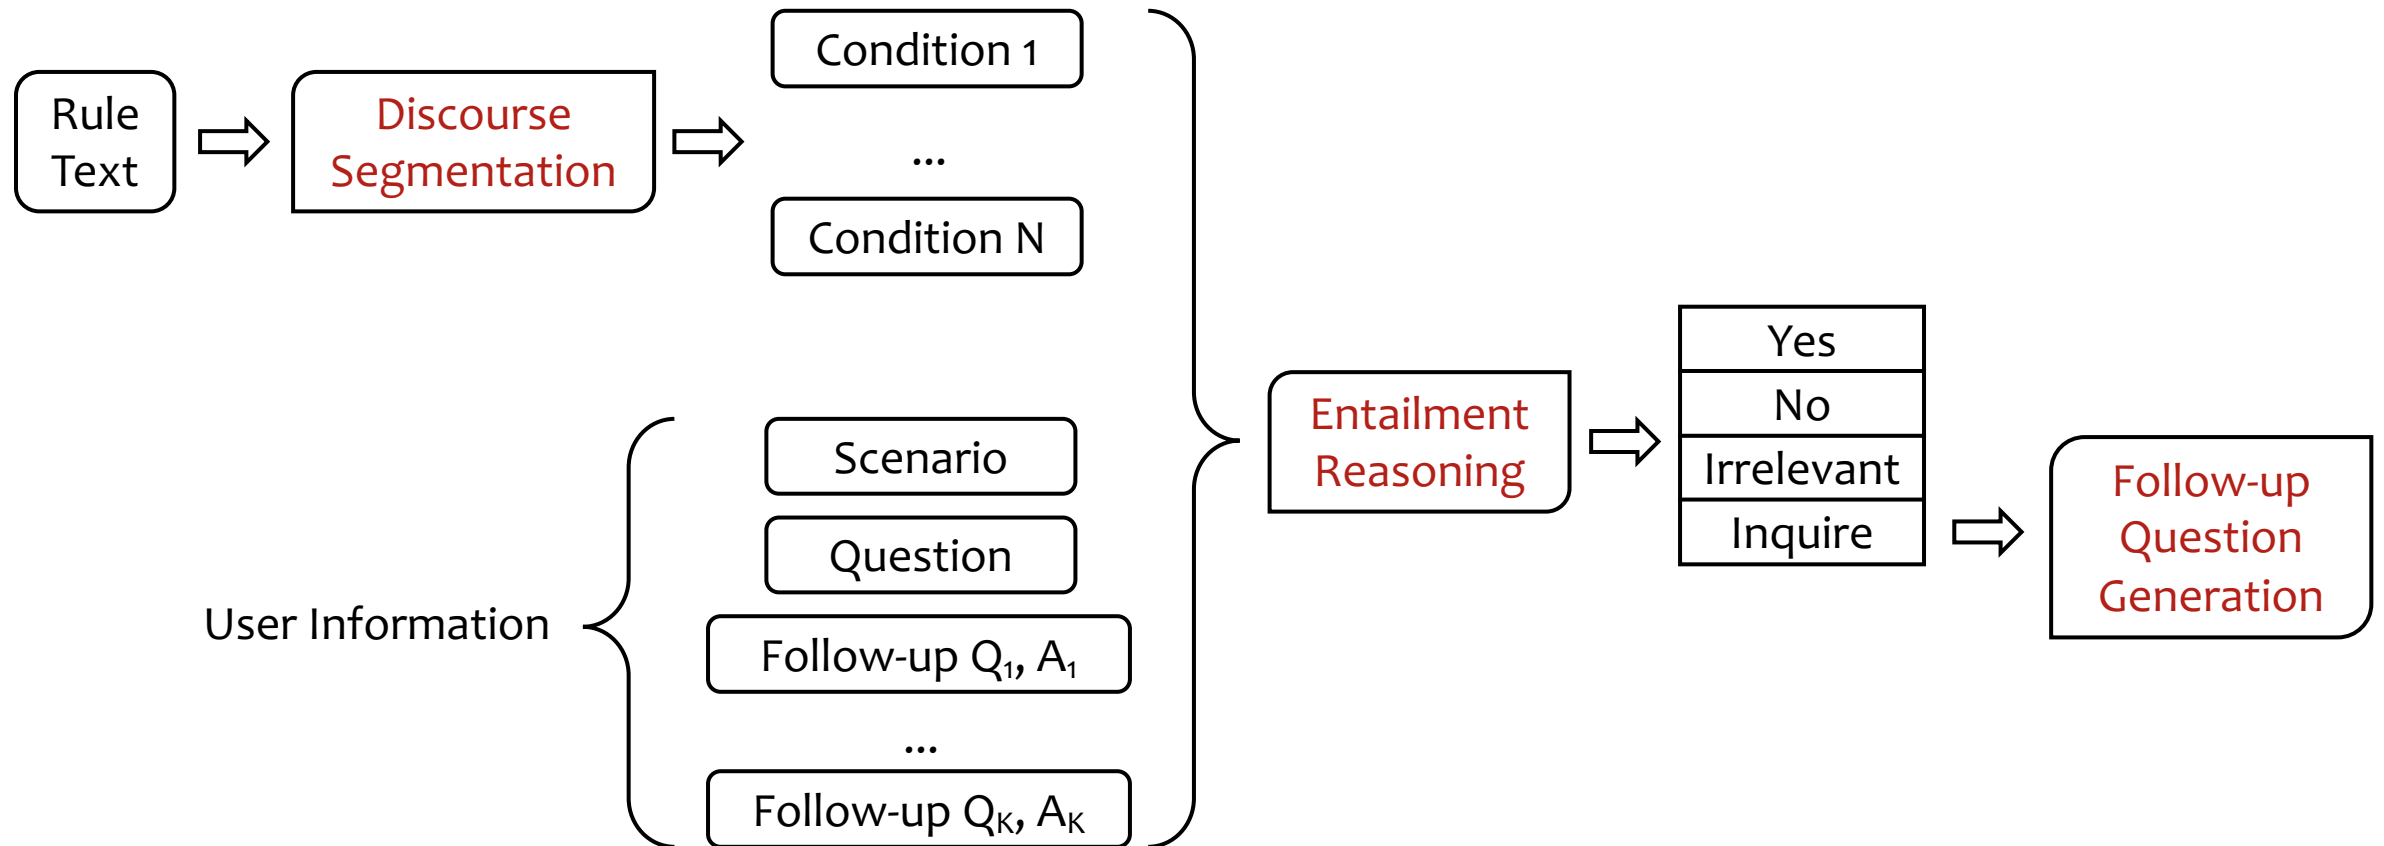 Rule
Text
Discourse
Segmentation
Condition 1
...
Condition N
User Information
Scenario
Question
Follow-up Q₁, A₁
...
Follow-up Qₖ, Aₖ
Entailment
Reasoning
Yes
No
Irrelevant
Inquire
Follow-up
Question
Generation